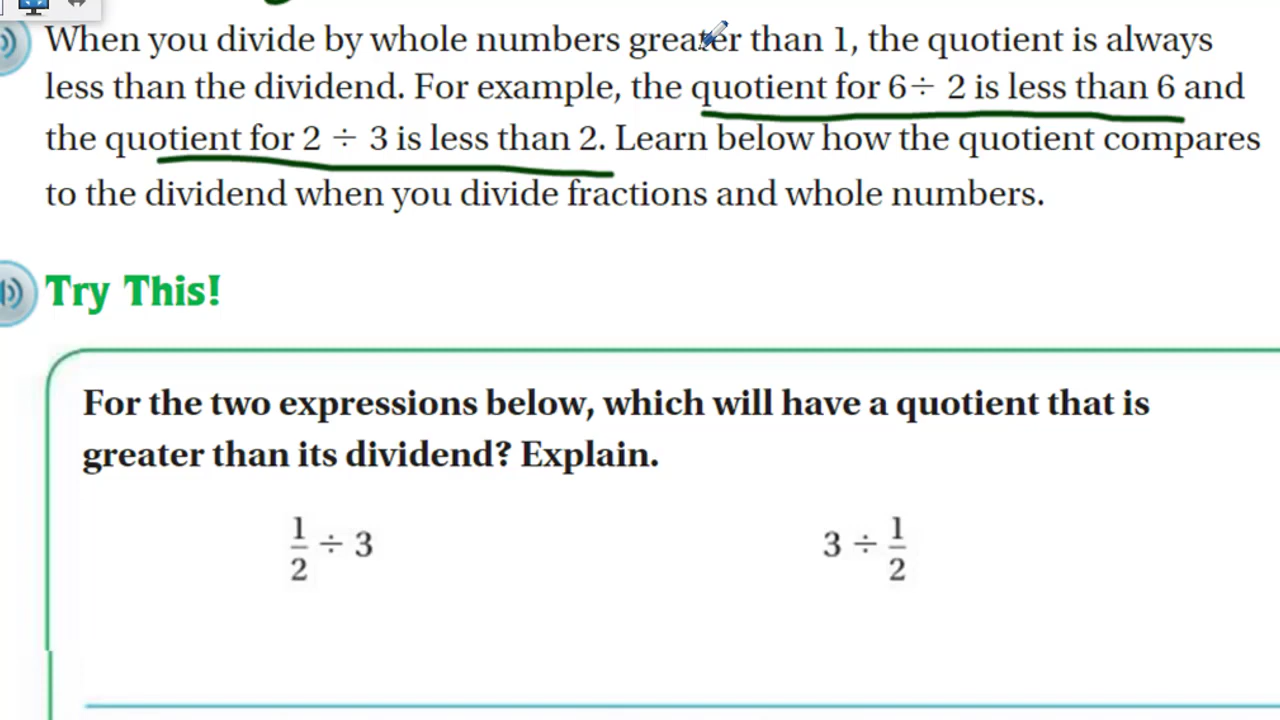 When you divide by whole numbers greater than 1, the quotient is always
less than the dividend. For example, the quotient for 6÷ 2 is less than 6 and
the quotient for 2 ÷ 3 is less than 2. Learn below how the quotient compares
to the dividend when you divide fractions and whole numbers.
Try This!
For the two expressions below, which will have a quotient that is
greater than its dividend? Explain.
1/2 ÷ 3    3 ÷ 1/2